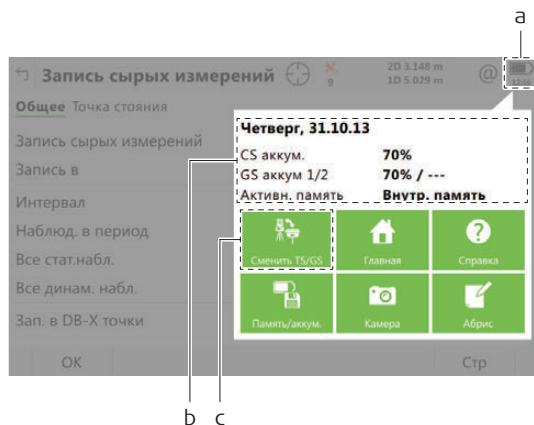 a
Запись сырых измерений
9
2D 3.148 m
1D 5.029 m
@
12:56
Общее Точка стояния
Запись сырых измерений
Запись в
Интервал
Наблюд. в период
Все стат.набл.
Все динам. набл.
Зап. в DB-X точки
Четверг, 31.10.13
CS аккум. 70%
GS аккум 1/2 70% / ---
Активн. память Внутр. память
Сменить TS/GS
Главная
?
Справка
Память/аккум.
Камера
Абрис
OK
Стр
b c